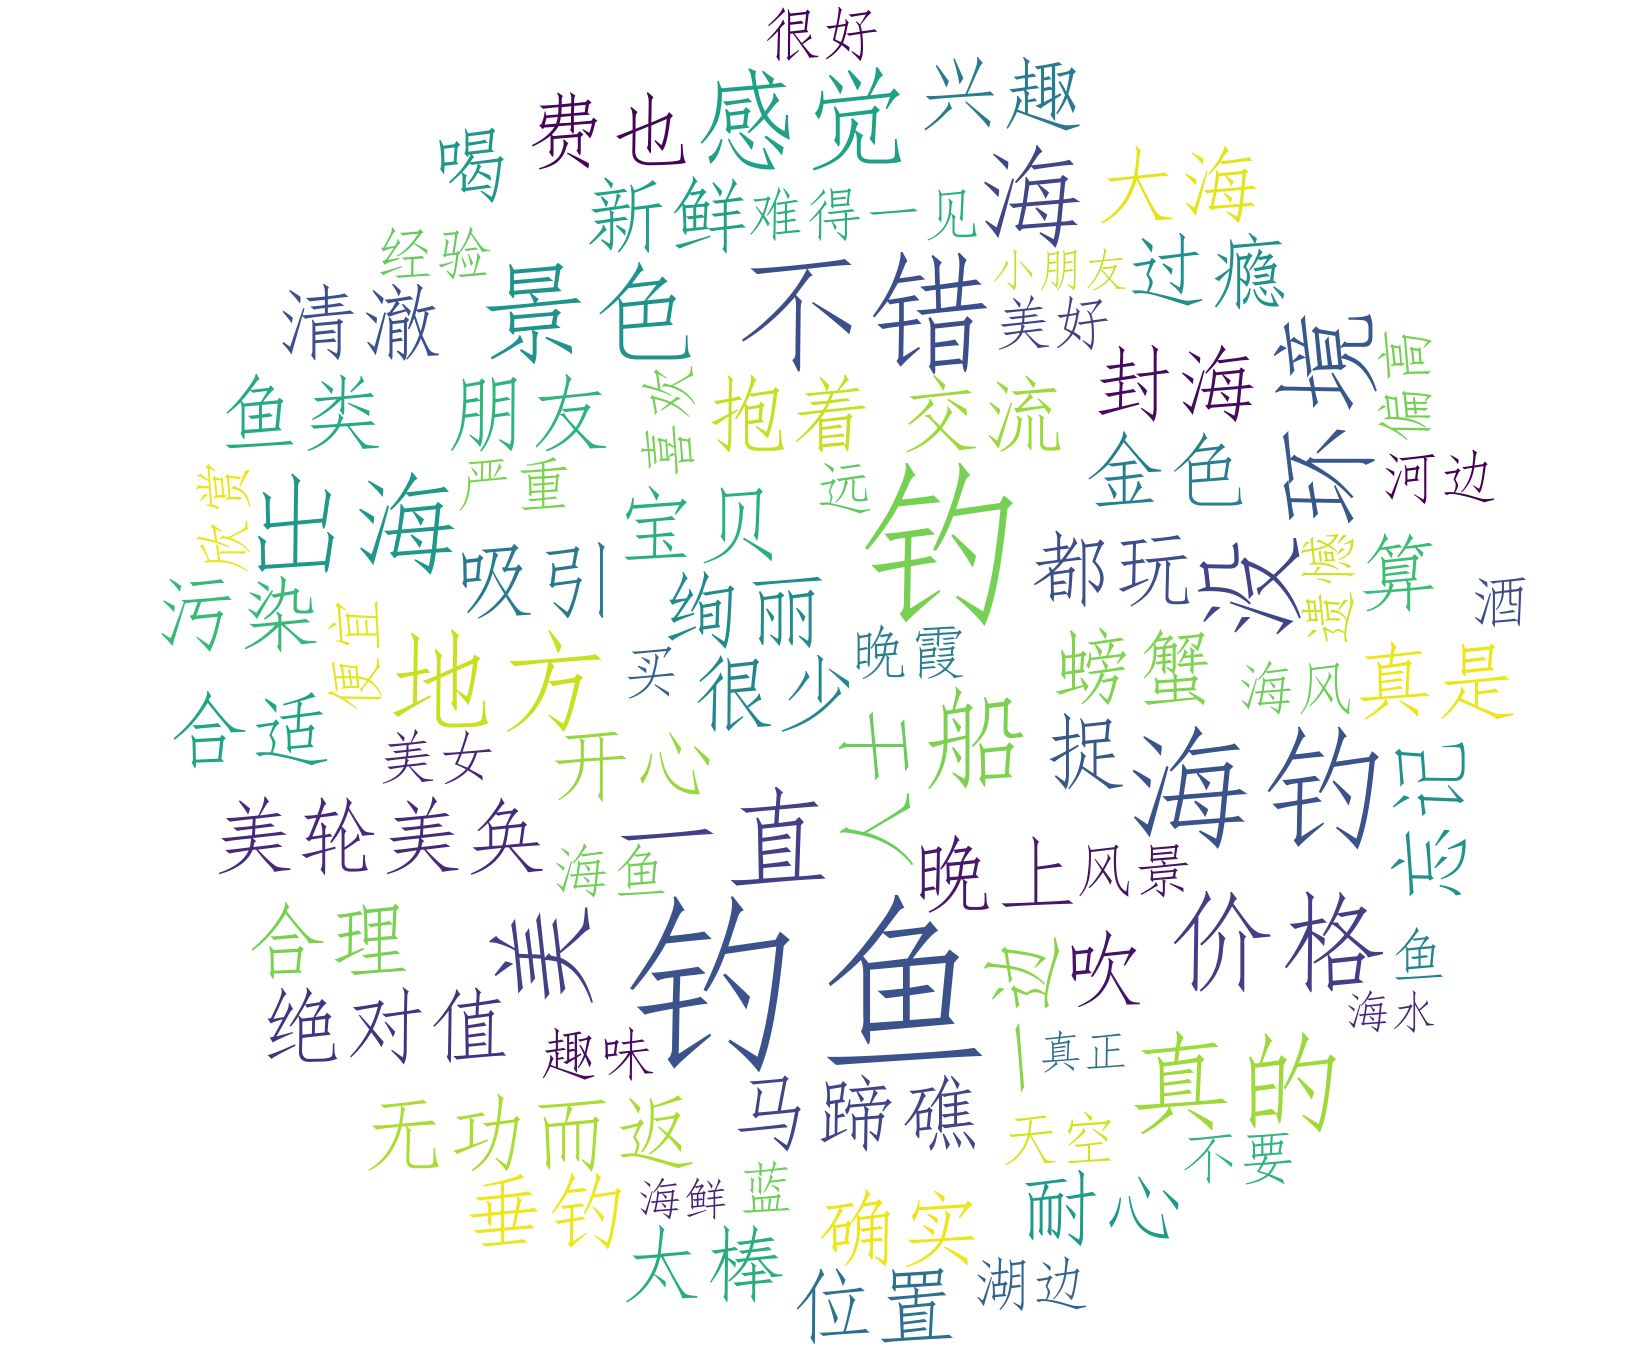 很好
费也
感觉
兴趣
喝
新鲜
难得一见
海
大海
经验
小朋友
过瘾
清澈
景色
不错
美好
环境
偏高
鱼类
朋友
喜欢
抱着
交流
封海
金色
河边
欣赏
出海
严重
宝贝
远
钓
吸引
都玩
没
遗憾
算
酒
污染
便宜
地方
绚丽
晚霞
买
很少
螃蟹
海风
真是
合适
美女
开心
人士
船
捉
海钓
忘记
美轮美奂
一直
海鱼
晚上
风景
合理
美
钓鱼
一边
吹
价格
鱼
绝对值
趣味
真正
海水
马蹄礁
真的
无功而返
天空
不要
垂钓
海鲜
蓝
确实
耐心
太棒
位置
湖边